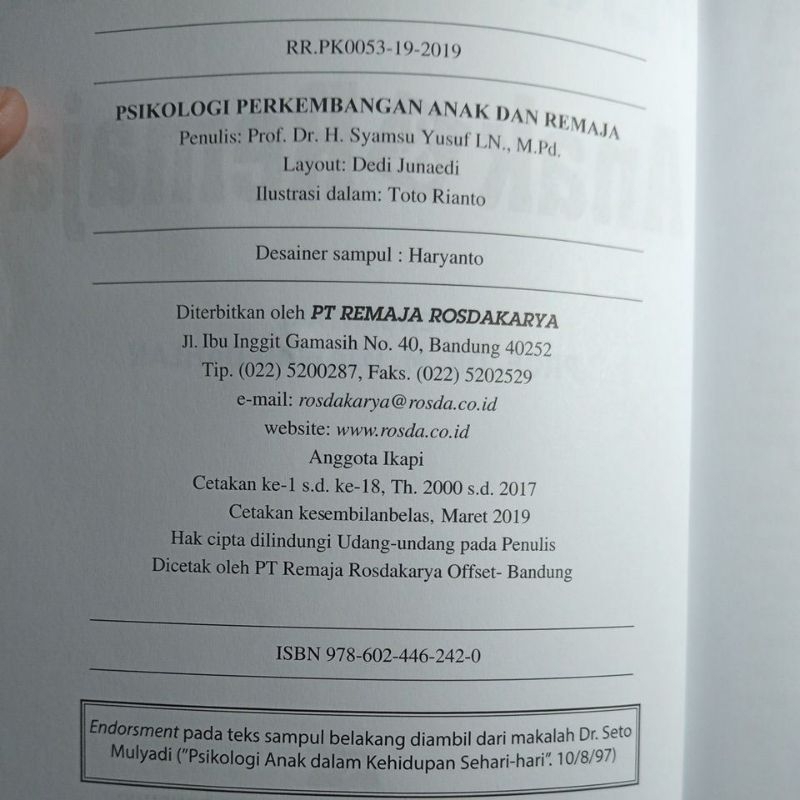 RR.PK0053-19-2019
PSIKOLOGI PERKEMBANGAN ANAK DAN REMAJA
Penulis: Prof. Dr. H. Syamsu Yusuf LN., M.Pd.
Layout: Dedi Junaedi
Ilustrasi dalam: Toto Rianto
Desainer sampul : Haryanto
Diterbitkan oleh PT REMAJA ROSDAKARYA
Jl. Ibu Inggit Gamasih No. 40, Bandung 40252
Tip. (022) 5200287, Faks. (022) 5202529
e-mail: rosdakarya@rosda.co.id
website: www.rosda.co.id
Anggota Ikapi
Cetakan ke-1 s.d. ke-18, Th. 2000 s.d. 2017
Cetakan kesembilanbelas, Maret 2019
Hak cipta dilindungi Udang-undang pada Penulis
Dicetak oleh PT Remaja Rosdakarya Offset- Bandung
ISBN 978-602-446-242-0
Endorsment pada teks sampul belakang diambil dari makalah Dr. Seto
Mulyadi ("Psikologi Anak dalam Kehidupan Sehari-hari". 10/8/97)